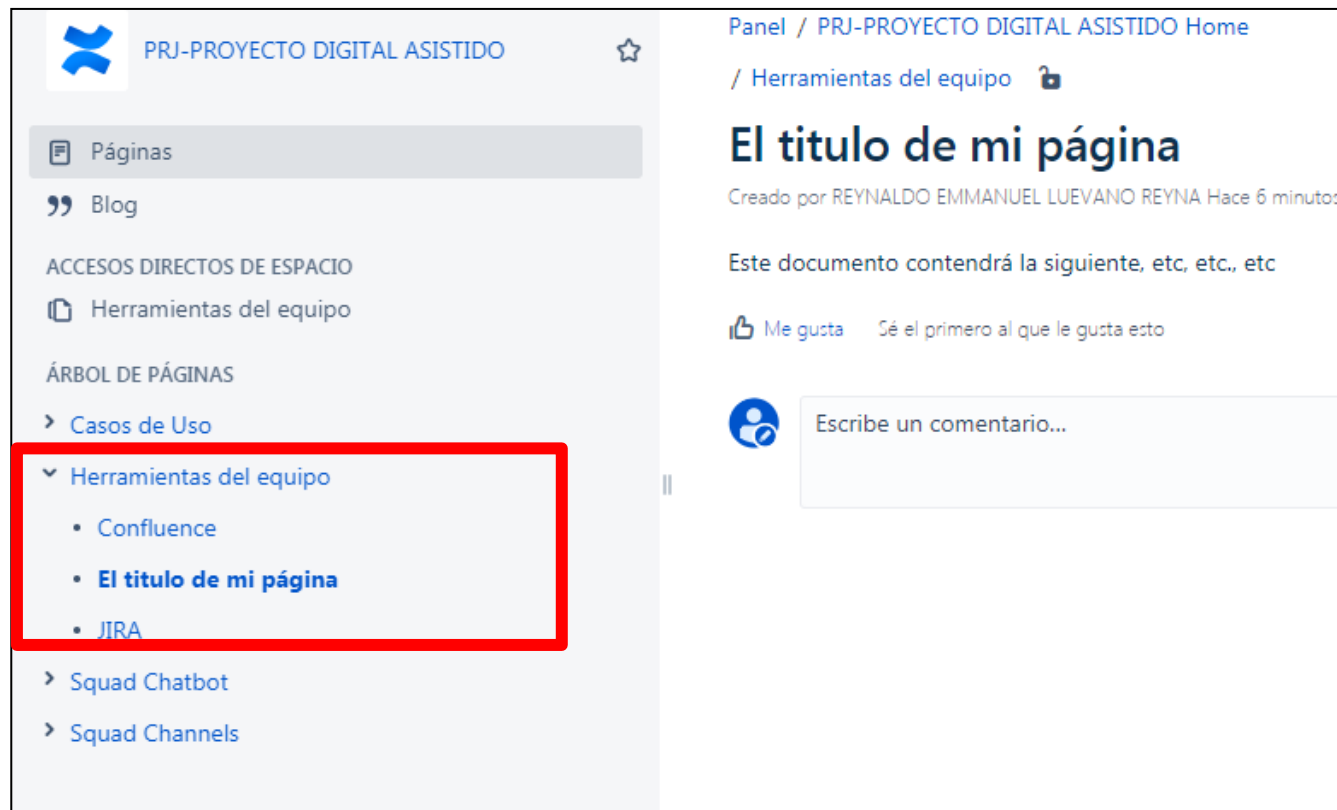 PRJ-PROYECTO DIGITAL ASISTIDO
Páginas
Blog
ACCESOS DIRECTOS DE ESPACIO
Herramientas del equipo
ÁRBOL DE PÁGINAS
Casos de Uso
Herramientas del equipo
• Confluence
• El titulo de mi página
• JIRA
Squad Chatbot
Squad Channels
Panel / PRJ-PROYECTO DIGITAL ASISTIDO Home
/ Herramientas del equipo
El titulo de mi página
Creado por REYNALDO EMMANUEL LUEVANO REYNA Hace 6 minutos
Este documento contendrá la siguiente, etc, etc., etc
Me gusta Sé el primero al que le gusta esto
Escribe un comentario...